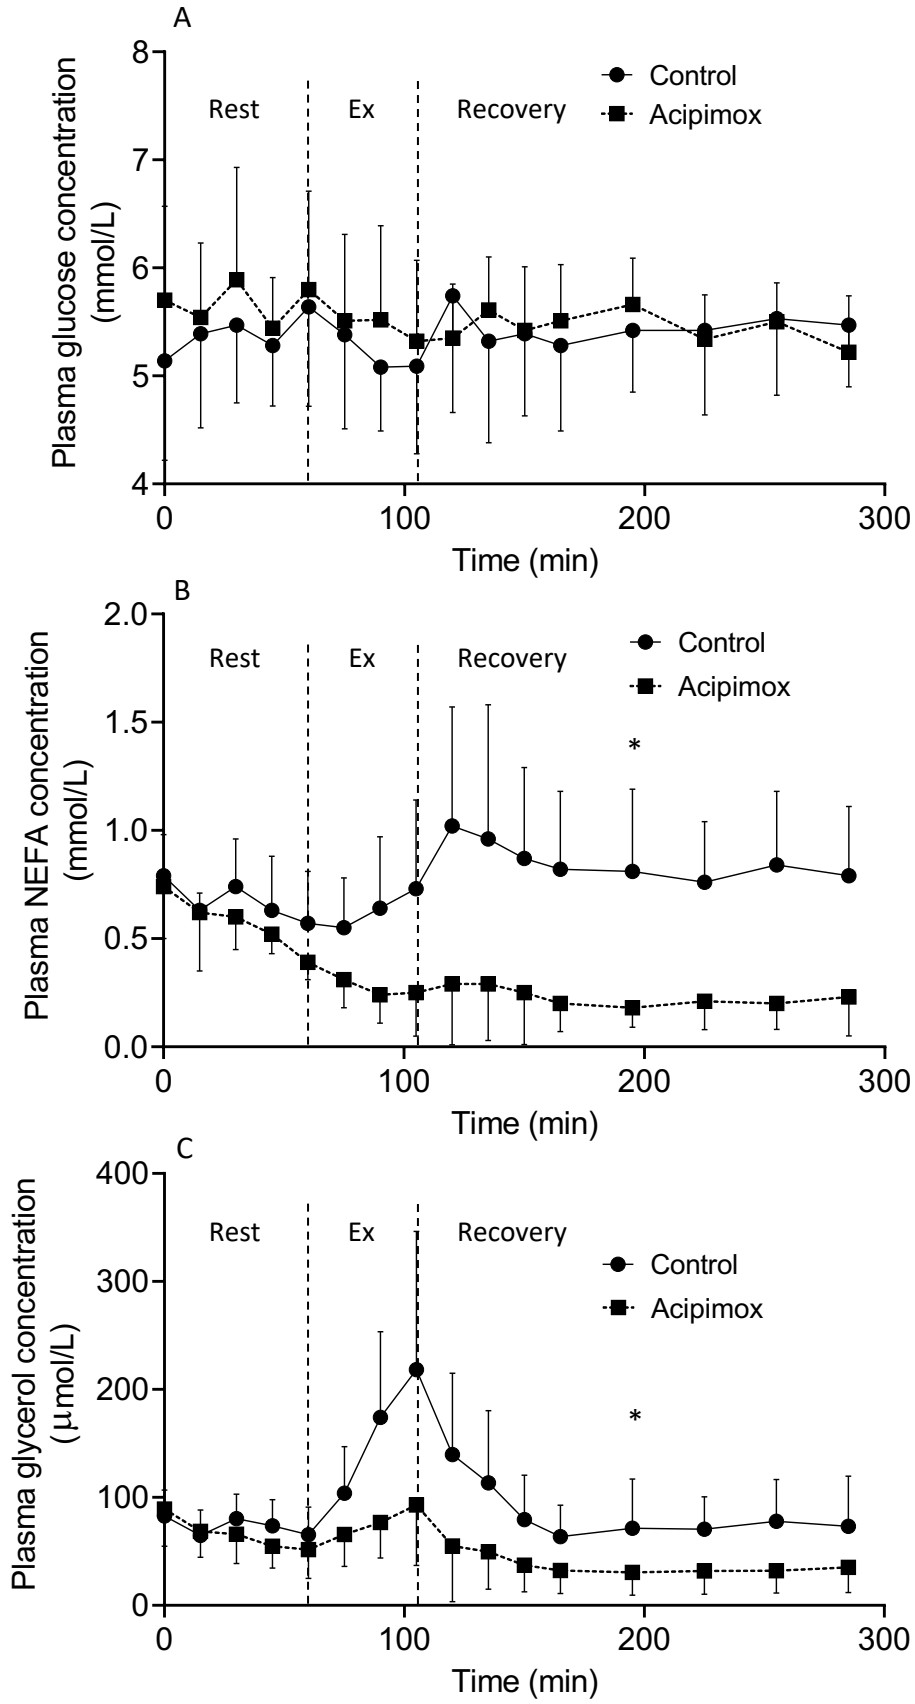 A
8
Control
Rest
Ex
Recovery
Acipimox
7
Plasma glucose concentration
(mmol/L)
6
5
4
0
100
200
300
Time (min)
B
2.0
Control
Rest
Ex
Recovery
Acipimox
1.5
*
Plasma NEFA concentration
(mmol/L)
1.0
0.5
0.0
0
100
200
300
Time (min)
C
400
Rest
Ex
Recovery
Control
300
Acipimox
Plasma glycerol concentration
(μmol/L)
200
*
100
0
0
100
200
300
Time (min)